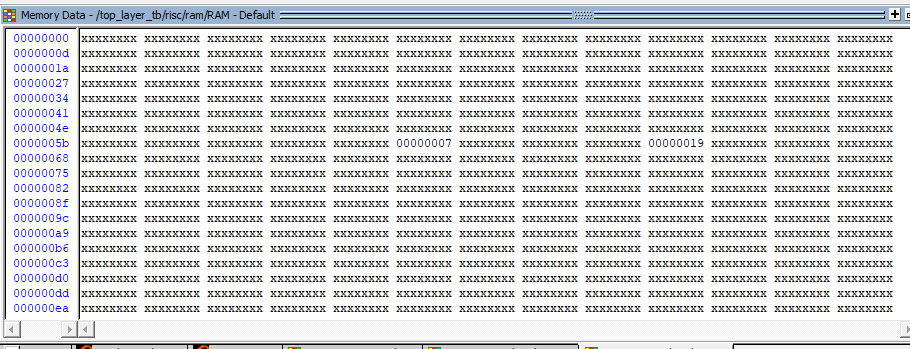 Memory Data - /top_layer_tb/risc/ram/RAM - Default
00000000 xxxxxxxx xxxxxxxx xxxxxxxx xxxxxxxx xxxxxxxx xxxxxxxx xxxxxxxx xxxxxxxx xxxxxxxx xxxxxxxx xxxxxxxx xxxxxxxx xxxxxxxx
0000000d xxxxxxxx xxxxxxxx xxxxxxxx xxxxxxxx xxxxxxxx xxxxxxxx xxxxxxxx xxxxxxxx xxxxxxxx xxxxxxxx xxxxxxxx xxxxxxxx xxxxxxxx
0000001a xxxxxxxx xxxxxxxx xxxxxxxx xxxxxxxx xxxxxxxx xxxxxxxx xxxxxxxx xxxxxxxx xxxxxxxx xxxxxxxx xxxxxxxx xxxxxxxx xxxxxxxx
00000027 xxxxxxxx xxxxxxxx xxxxxxxx xxxxxxxx xxxxxxxx xxxxxxxx xxxxxxxx xxxxxxxx xxxxxxxx xxxxxxxx xxxxxxxx xxxxxxxx xxxxxxxx
00000034 xxxxxxxx xxxxxxxx xxxxxxxx xxxxxxxx xxxxxxxx xxxxxxxx xxxxxxxx xxxxxxxx xxxxxxxx xxxxxxxx xxxxxxxx xxxxxxxx xxxxxxxx
00000041 xxxxxxxx xxxxxxxx xxxxxxxx xxxxxxxx xxxxxxxx xxxxxxxx xxxxxxxx xxxxxxxx xxxxxxxx xxxxxxxx xxxxxxxx xxxxxxxx xxxxxxxx
0000004e xxxxxxxx xxxxxxxx xxxxxxxx xxxxxxxx xxxxxxxx xxxxxxxx xxxxxxxx xxxxxxxx xxxxxxxx xxxxxxxx xxxxxxxx xxxxxxxx xxxxxxxx
0000005b xxxxxxxx xxxxxxxx xxxxxxxx xxxxxxxx xxxxxxxx 00000007 xxxxxxxx xxxxxxxx xxxxxxxx 00000019 xxxxxxxx xxxxxxxx xxxxxxxx
00000068 xxxxxxxx xxxxxxxx xxxxxxxx xxxxxxxx xxxxxxxx xxxxxxxx xxxxxxxx xxxxxxxx xxxxxxxx xxxxxxxx xxxxxxxx xxxxxxxx xxxxxxxx
00000075 xxxxxxxx xxxxxxxx xxxxxxxx xxxxxxxx xxxxxxxx xxxxxxxx xxxxxxxx xxxxxxxx xxxxxxxx xxxxxxxx xxxxxxxx xxxxxxxx xxxxxxxx
00000082 xxxxxxxx xxxxxxxx xxxxxxxx xxxxxxxx xxxxxxxx xxxxxxxx xxxxxxxx xxxxxxxx xxxxxxxx xxxxxxxx xxxxxxxx xxxxxxxx xxxxxxxx
0000008f xxxxxxxx xxxxxxxx xxxxxxxx xxxxxxxx xxxxxxxx xxxxxxxx xxxxxxxx xxxxxxxx xxxxxxxx xxxxxxxx xxxxxxxx xxxxxxxx xxxxxxxx
0000009c xxxxxxxx xxxxxxxx xxxxxxxx xxxxxxxx xxxxxxxx xxxxxxxx xxxxxxxx xxxxxxxx xxxxxxxx xxxxxxxx xxxxxxxx xxxxxxxx xxxxxxxx
000000a9 xxxxxxxx xxxxxxxx xxxxxxxx xxxxxxxx xxxxxxxx xxxxxxxx xxxxxxxx xxxxxxxx xxxxxxxx xxxxxxxx xxxxxxxx xxxxxxxx xxxxxxxx
000000b6 xxxxxxxx xxxxxxxx xxxxxxxx xxxxxxxx xxxxxxxx xxxxxxxx xxxxxxxx xxxxxxxx xxxxxxxx xxxxxxxx xxxxxxxx xxxxxxxx xxxxxxxx
000000c3 xxxxxxxx xxxxxxxx xxxxxxxx xxxxxxxx xxxxxxxx xxxxxxxx xxxxxxxx xxxxxxxx xxxxxxxx xxxxxxxx xxxxxxxx xxxxxxxx xxxxxxxx
000000d0 xxxxxxxx xxxxxxxx xxxxxxxx xxxxxxxx xxxxxxxx xxxxxxxx xxxxxxxx xxxxxxxx xxxxxxxx xxxxxxxx xxxxxxxx xxxxxxxx xxxxxxxx
000000dd xxxxxxxx xxxxxxxx xxxxxxxx xxxxxxxx xxxxxxxx xxxxxxxx xxxxxxxx xxxxxxxx xxxxxxxx xxxxxxxx xxxxxxxx xxxxxxxx xxxxxxxx
000000ea xxxxxxxx xxxxxxxx xxxxxxxx xxxxxxxx xxxxxxxx xxxxxxxx xxxxxxxx xxxxxxxx xxxxxxxx xxxxxxxx xxxxxxxx xxxxxxxx xxxxxxxx